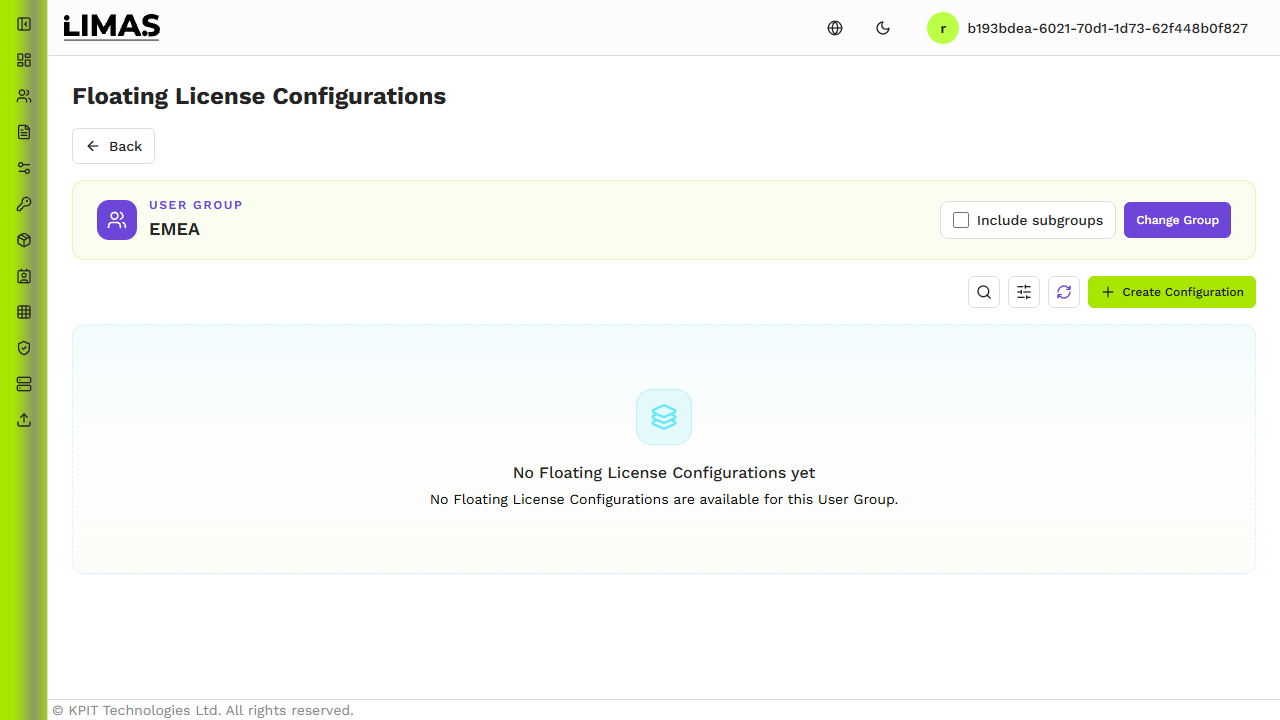 LIMAS
r
b193bdea-6021-70d1-1d73-62f448b0f827
Floating License Configurations
Back
USER GROUP
EMEA
Include subgroups
Change Group
Create Configuration
No Floating License Configurations yet
No Floating License Configurations are available for this User Group.
© KPIT Technologies Ltd. All rights reserved.